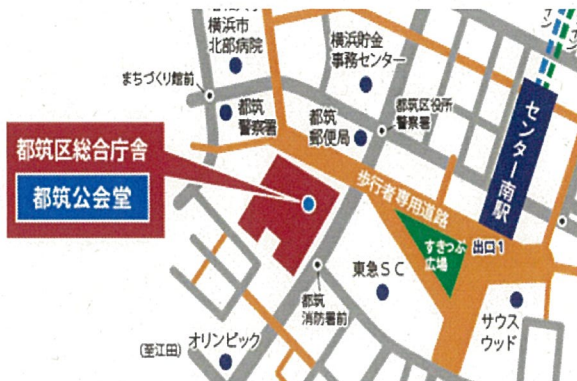 横浜市
北部病院
横浜貯金
事務センター
まちづくり館前
都筑
警察署
都筑
郵便局
都筑区役所
警察署
センター南駅
都筑区総合庁舎
都筑公会堂
歩行者専用道路
すきっぷ
広場
出口1
東急SC
都筑
消防署前
サウス
ウッド
(至江田)
オリンピック